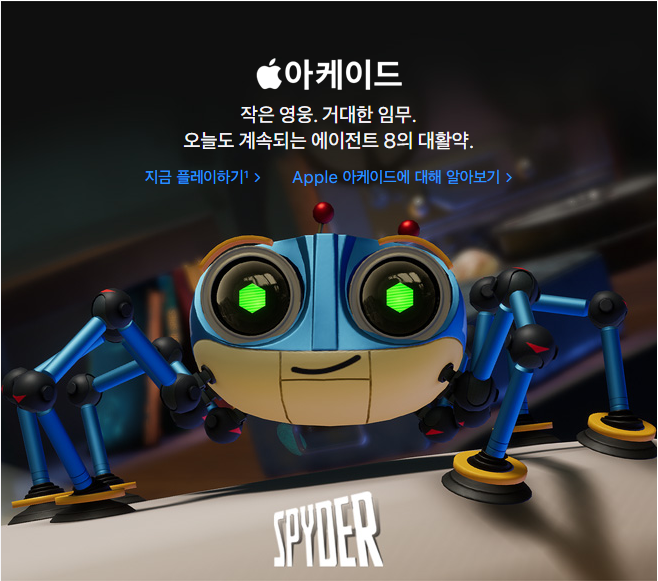 아케이드
작은 영웅. 거대한 임무.
오늘도 계속되는 에이전트 8의 대활약.
지금 플레이하기¹ > Apple 아케이드에 대해 알아보기 >
SPYDER